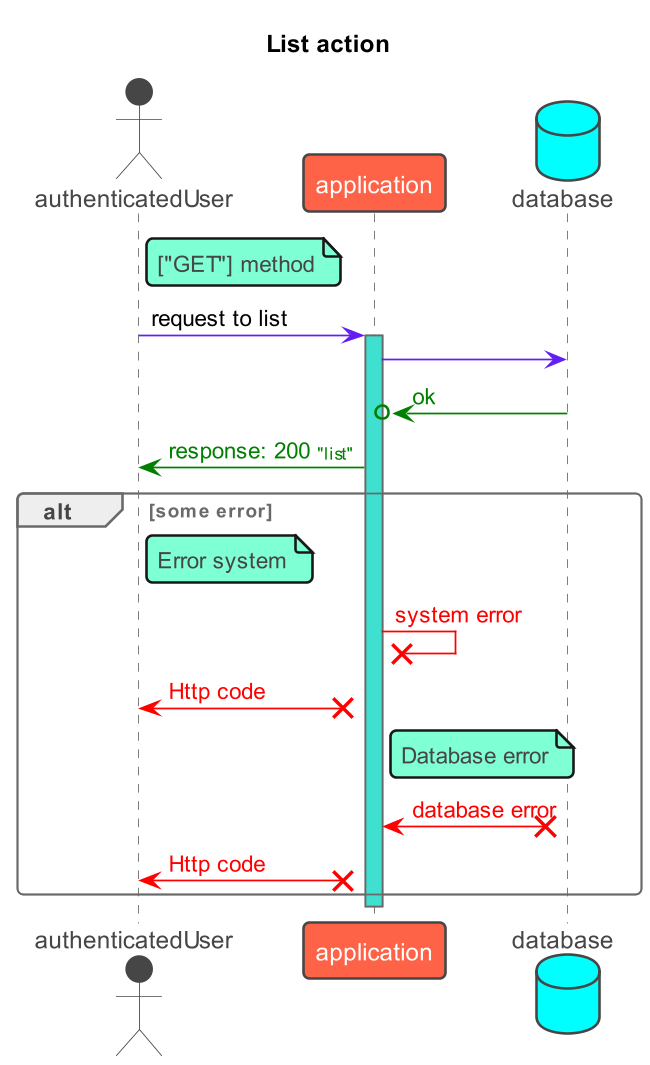 List action
authenticatedUser
application
database
["GET"] method
request to list
ok
response: 200 "list"
alt
[some error]
Error system
system error
Http code
Database error
database error
Http code
authenticatedUser
application
database